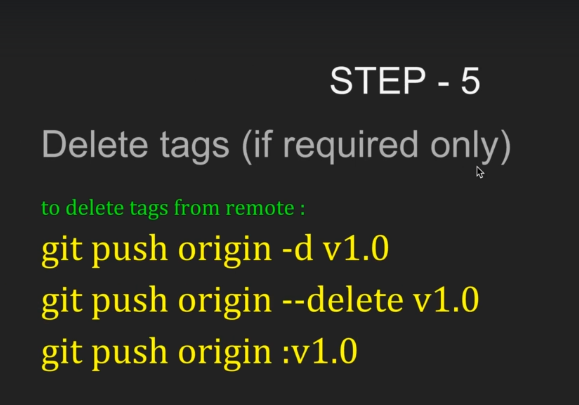 STEP - 5
Delete tags (if required only)
to delete tags from remote :
git push origin -d v1.0
git push origin --delete v1.0
git push origin :v1.0